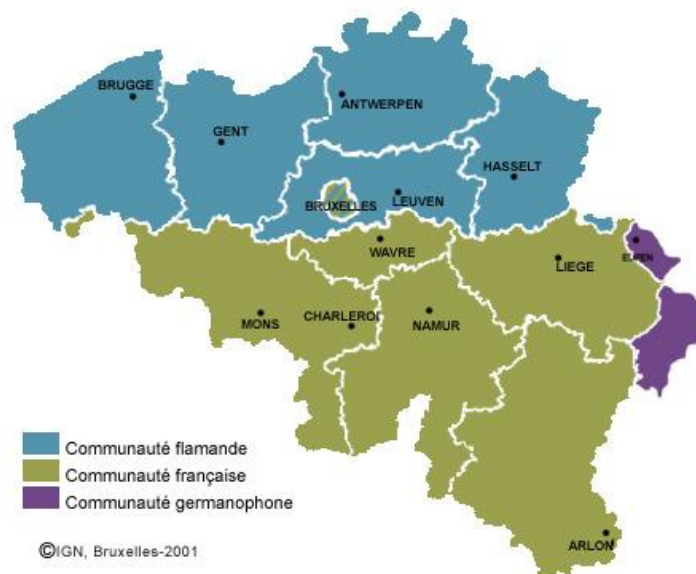 BRUGGE
ANTWERPEN
GENT
HASSELT
BRUXELLES
LEUVEN
WAVRE
EUPEN
LIEGE
MONS
CHARLEROI
NAMUR
Communauté flamande
Communauté française
Communauté germanophone
©IGN, Bruxelles-2001
ARLON